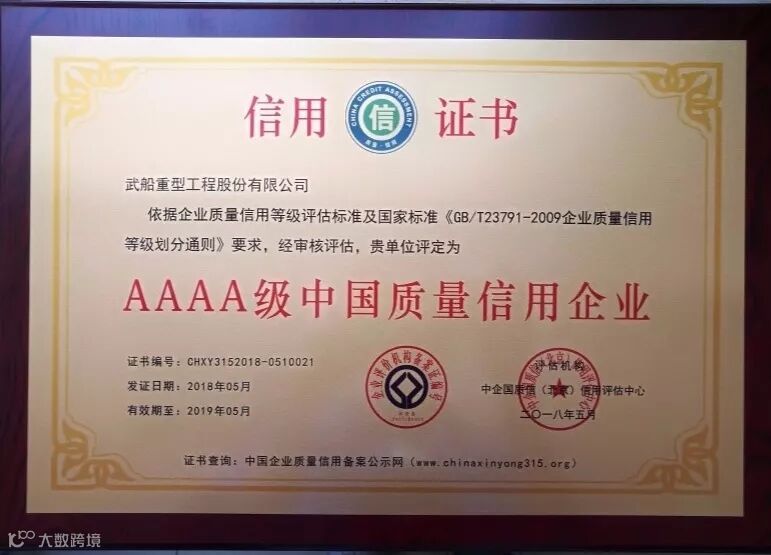 信用
CHINA CREDIT ASSESSMENT
信
证书
武船重型工程股份有限公司
依据企业质量信用等级评估标准及国家标准《GB/T23791-2009企业质量信用
等级划分通则》要求，经审核评估，贵单位评定为
AAAA级中国质量信用企业
证书编号：CHXY3152018-0510021
发证日期：2018年05月
有效期至：2019年05月
评估机构
中企国质信（北京）信用评估中心
二〇一八年五月
证书查询：中国企业质量信用备案公示网（www.chinaxinyong315.org）
大数跨境